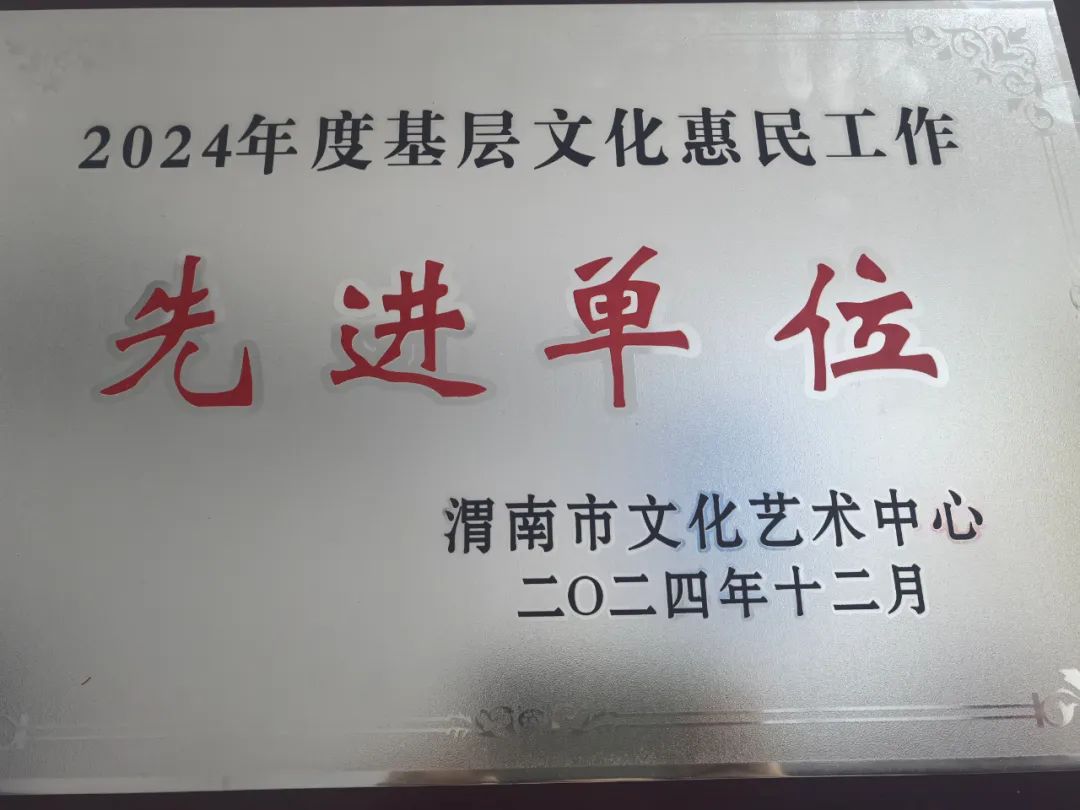 2024年度基层文化惠民工作
先进单位
渭南市文化艺术中心
二〇二四年十二月